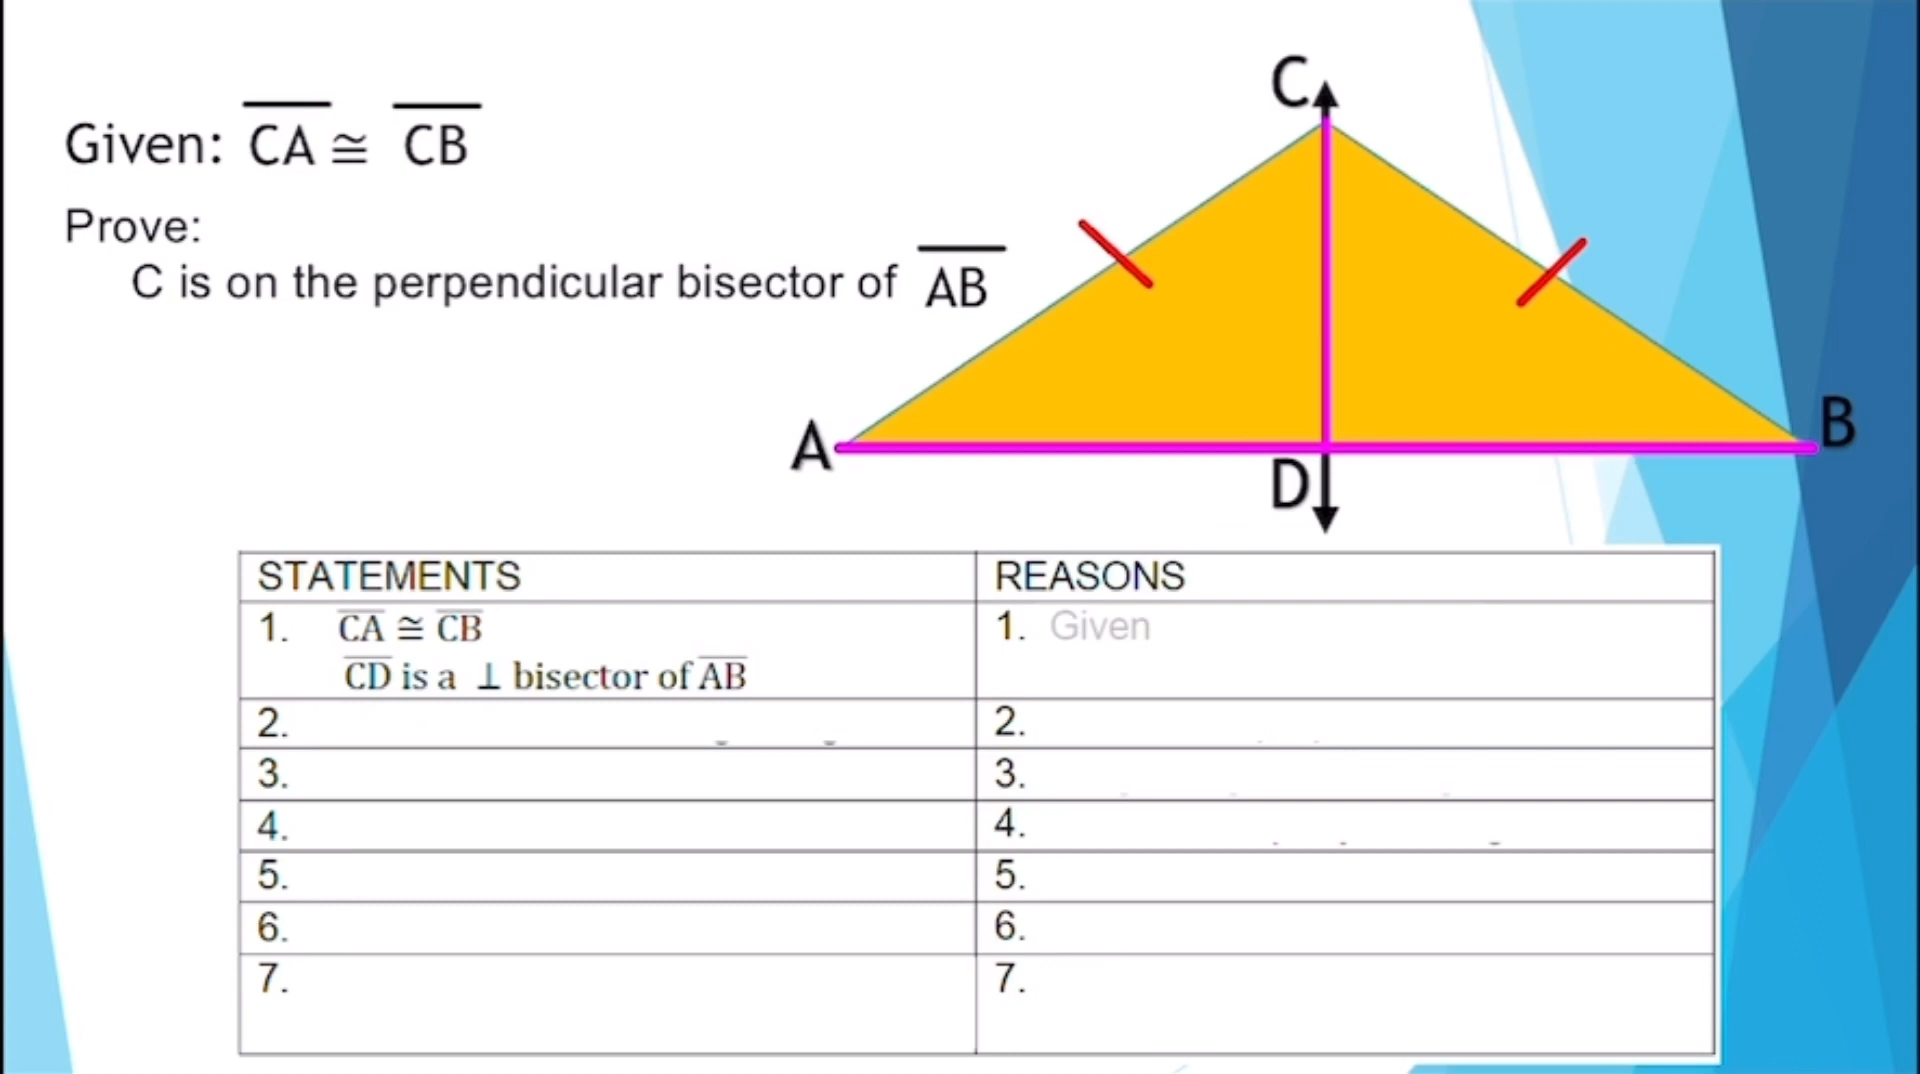 Given: CA ≅ CB
Prove:
C is on the perpendicular bisector of AB
C
A
B
D
STATEMENTS REASONS
1. CA ≅ CB 1. Given
CD is a ⊥ bisector of AB
2. 2.
3. 3.
4. 4.
5. 5.
6. 6.
7. 7.